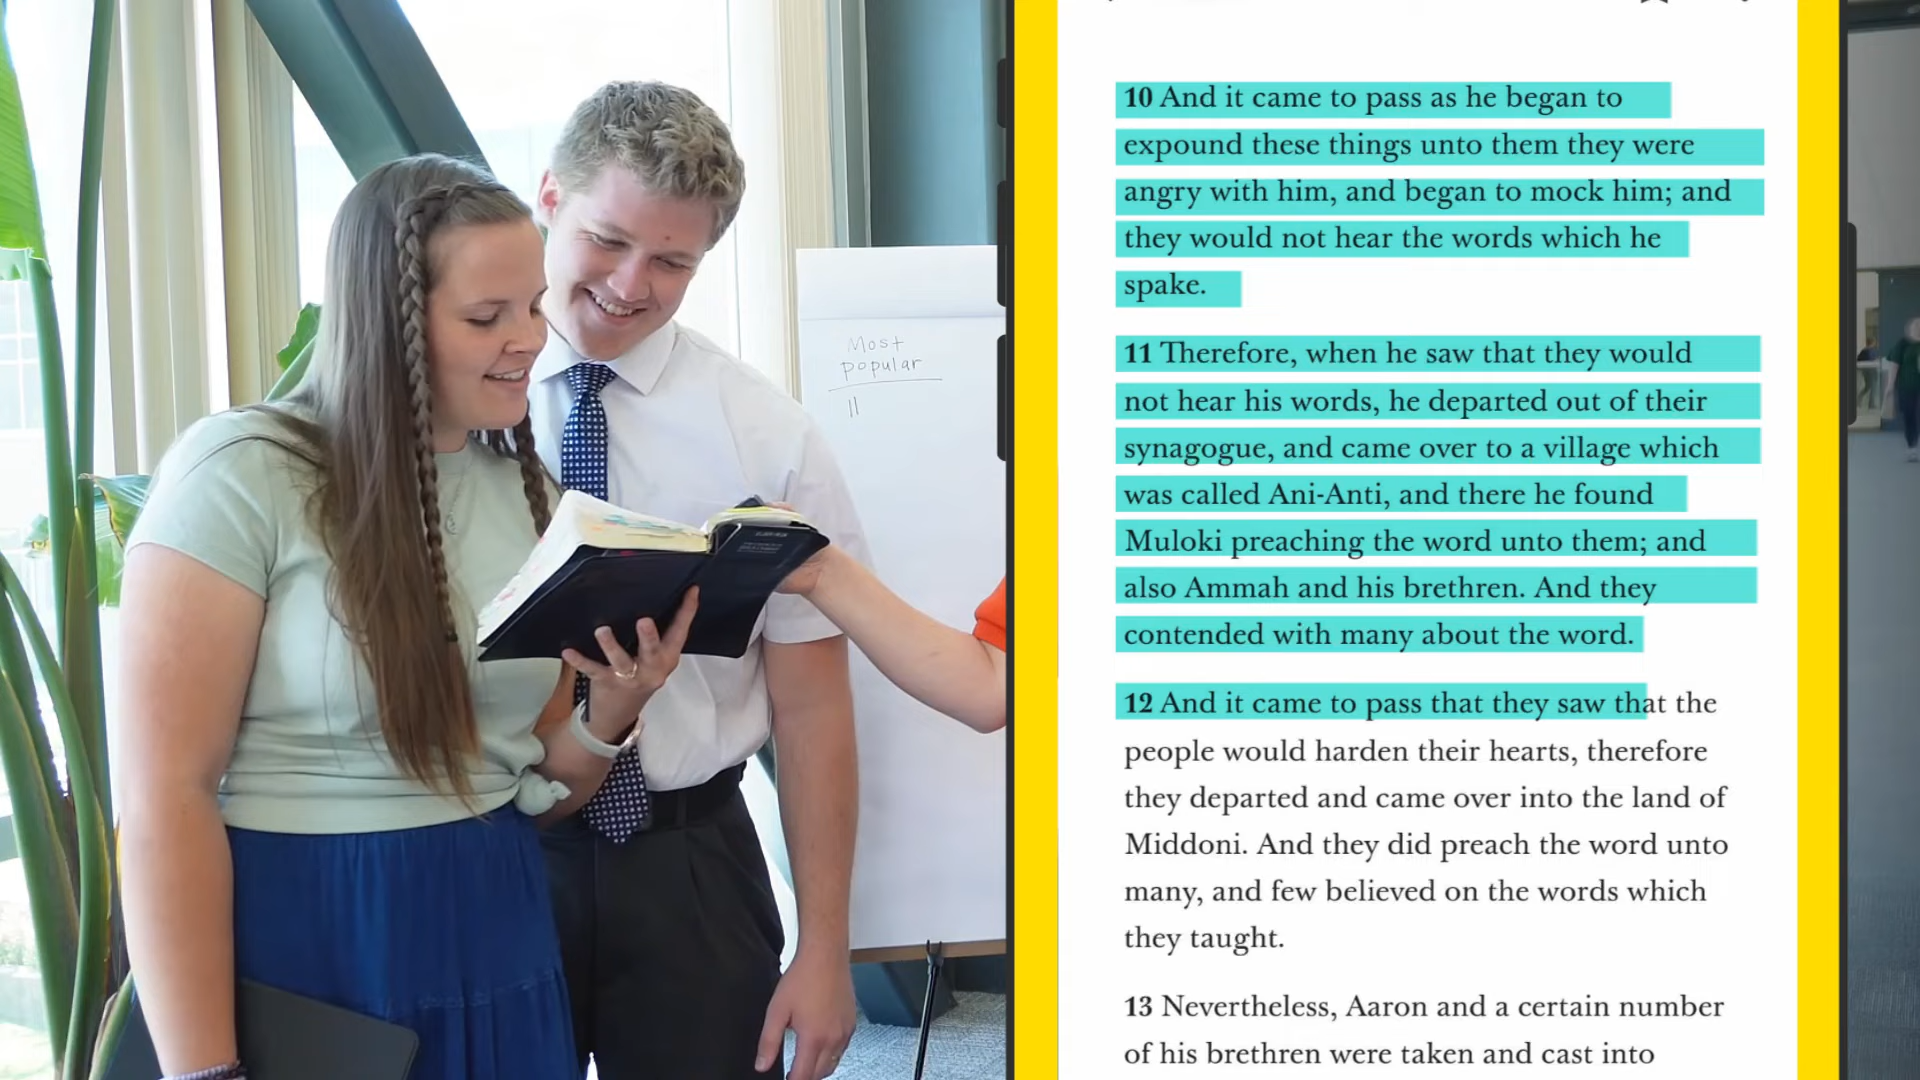 Most
popular
10 And it came to pass as he began to
expound these things unto them they were
angry with him, and began to mock him; and
they would not hear the words which he
spake.
11 Therefore, when he saw that they would
not hear his words, he departed out of their
synagogue, and came over to a village which
was called Ani-Anti, and there he found
Muloki preaching the word unto them; and
also Ammah and his brethren. And they
contended with many about the word.
12 And it came to pass that they saw that the
people would harden their hearts, therefore
they departed and came over into the land of
Middoni. And they did preach the word unto
many, and few believed on the words which
they taught.
13 Nevertheless, Aaron and a certain number
of his brethren were taken and cast into